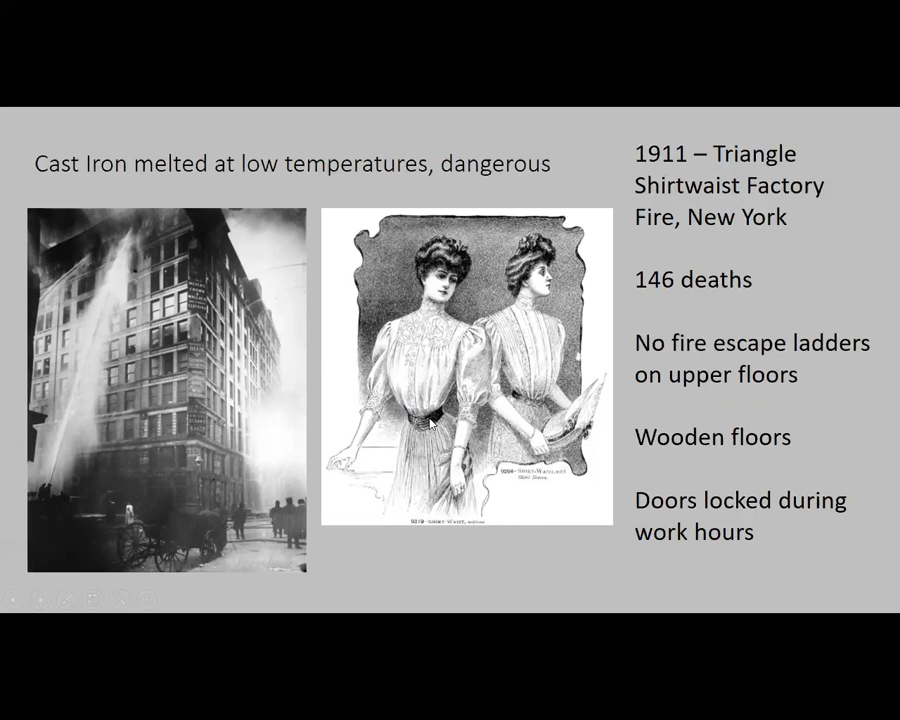 Cast Iron melted at low temperatures, dangerous
1911 – Triangle
Shirtwaist Factory
Fire, New York
146 deaths
No fire escape ladders
on upper floors
Wooden floors
Doors locked during
work hours